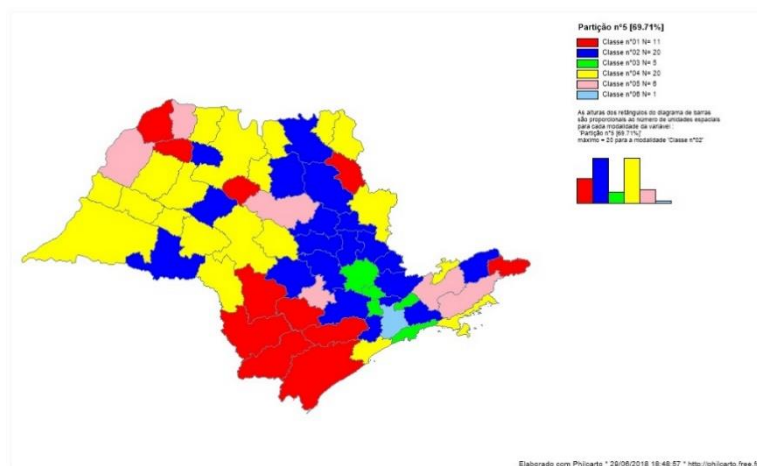 Partição nº5 [69.71%]
Classe nº01 N= 11
Classe nº02 N= 20
Classe nº03 N= 5
Classe nº04 N= 20
Classe nº05 N= 6
Classe nº06 N= 1
As alturas dos retângulos do diagrama de barras
são proporcionais ao número de unidades espaciais
para cada modalidade da variável :
'Partição nº5 [69.71%]'
máximo = 20 para a modalidade 'Classe nº02'
Elaborado com Philcarto * 29/06/2018 18:48:57 * http://philcarto.free.f